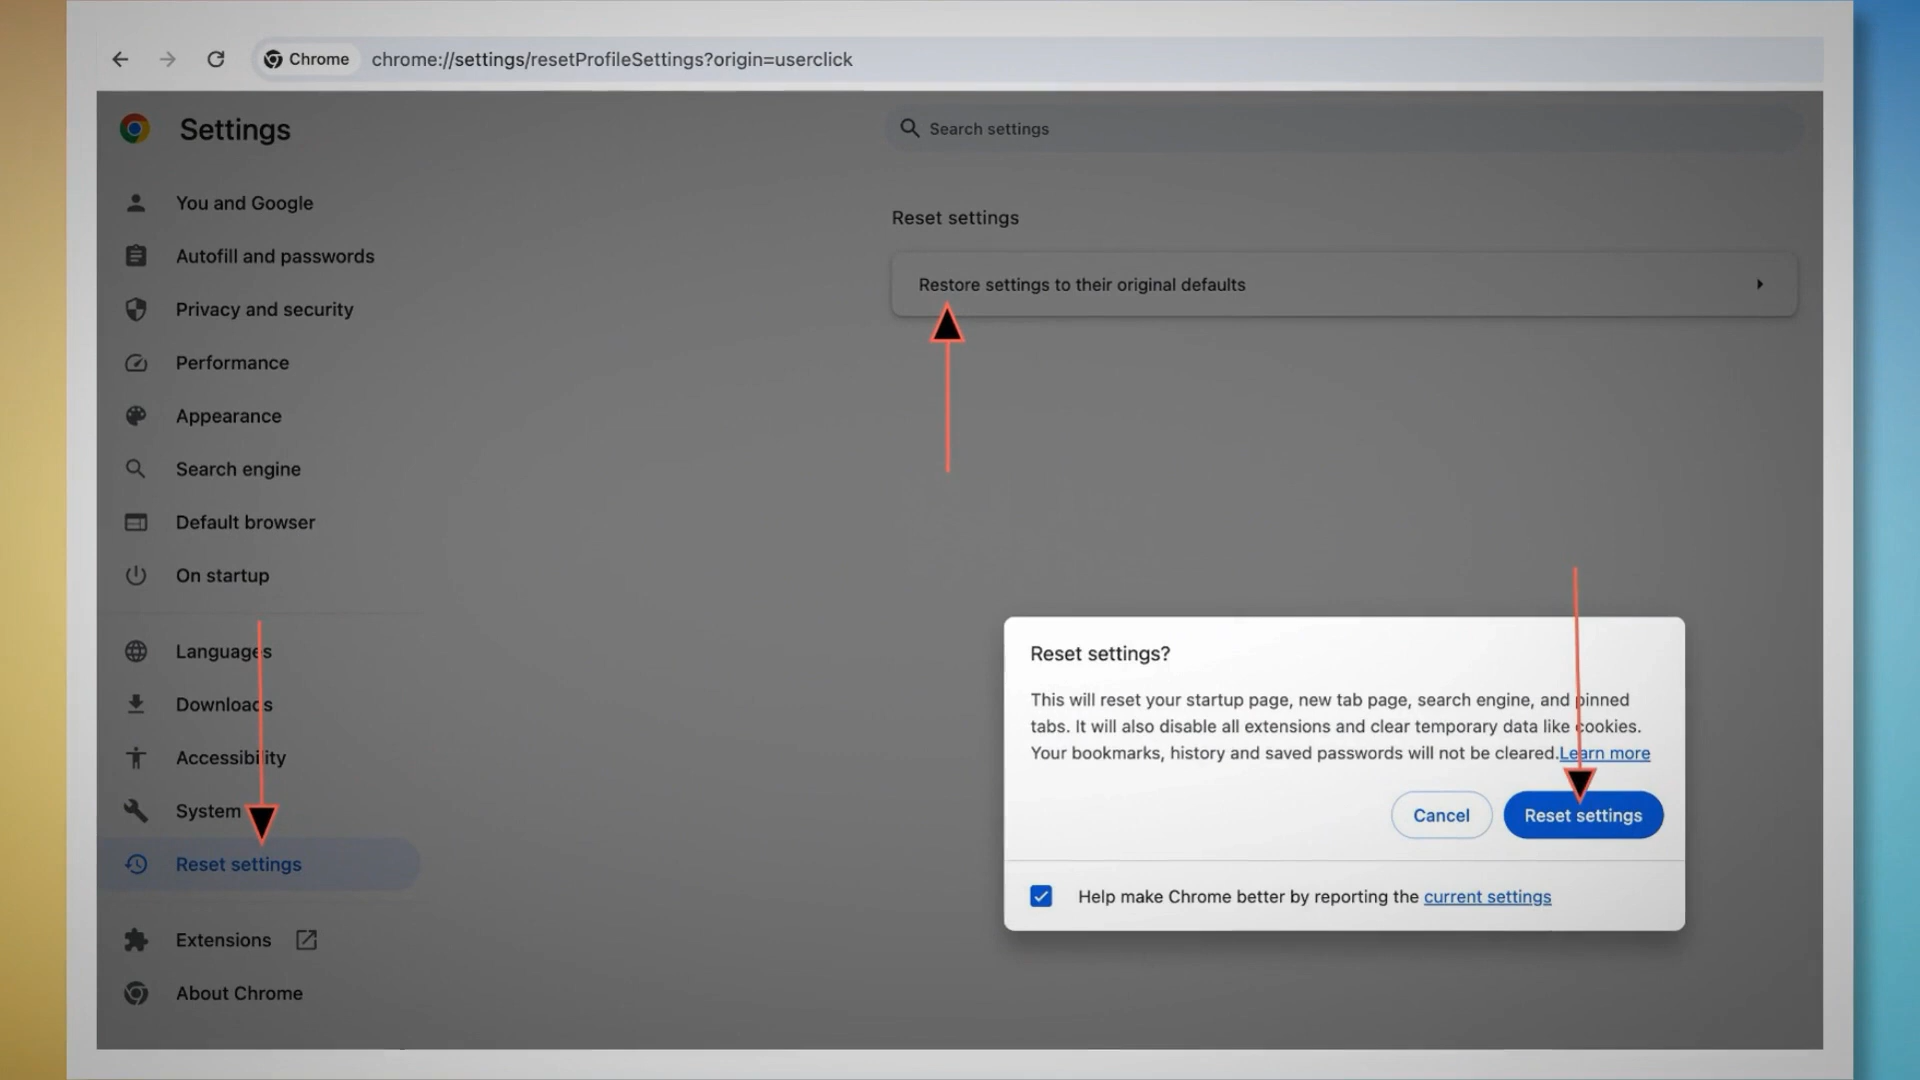 Chrome chrome://settings/resetProfileSettings?origin=userclick
Settings
Search settings
You and Google
Autofill and passwords
Privacy and security
Performance
Appearance
Search engine
Default browser
On startup
Languages
Downloads
Accessibility
System
Reset settings
Extensions
About Chrome
Reset settings
Restore settings to their original defaults
Reset settings?
This will reset your startup page, new tab page, search engine, and pinned
tabs. It will also disable all extensions and clear temporary data like cookies.
Your bookmarks, history and saved passwords will not be cleared.Learn more
Cancel Reset settings
Help make Chrome better by reporting the current settings